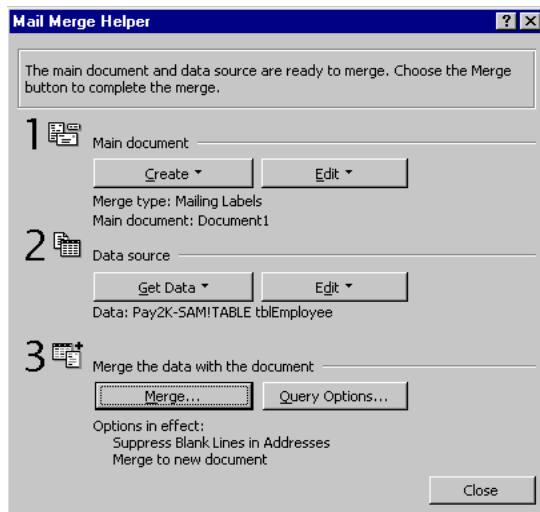 Mail Merge Helper
The main document and data source are ready to merge. Choose the Merge
button to complete the merge.
1
Main document
Create Edit
Merge type: Mailing Labels
Main document: Document1
2
Data source
Get Data Edit
Data: Pay2K-SAM!TABLE tblEmployee
3
Merge the data with the document
Merge... Query Options...
Options in effect:
Suppress Blank Lines in Addresses
Merge to new document
Close